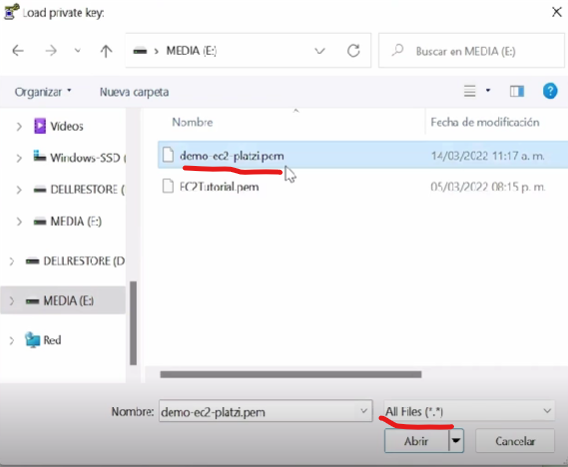 Load private key:
MEDIA (E:)
Buscar en MEDIA (E:)
Organizar
Nueva carpeta
Nombre
Fecha de modificación
Vídeos
Windows-SSD (
DELLRESTORE (
MEDIA (E:)
DELLRESTORE (D
MEDIA (E:)
Red
demo-ec2-platzi.pem
14/03/2022 11:17 a. m.
EC2Tutorial.pem
05/03/2022 08:15 p. m.
Nombre:
demo-ec2-platzi.pem
All Files (*.*)
Abrir
Cancelar